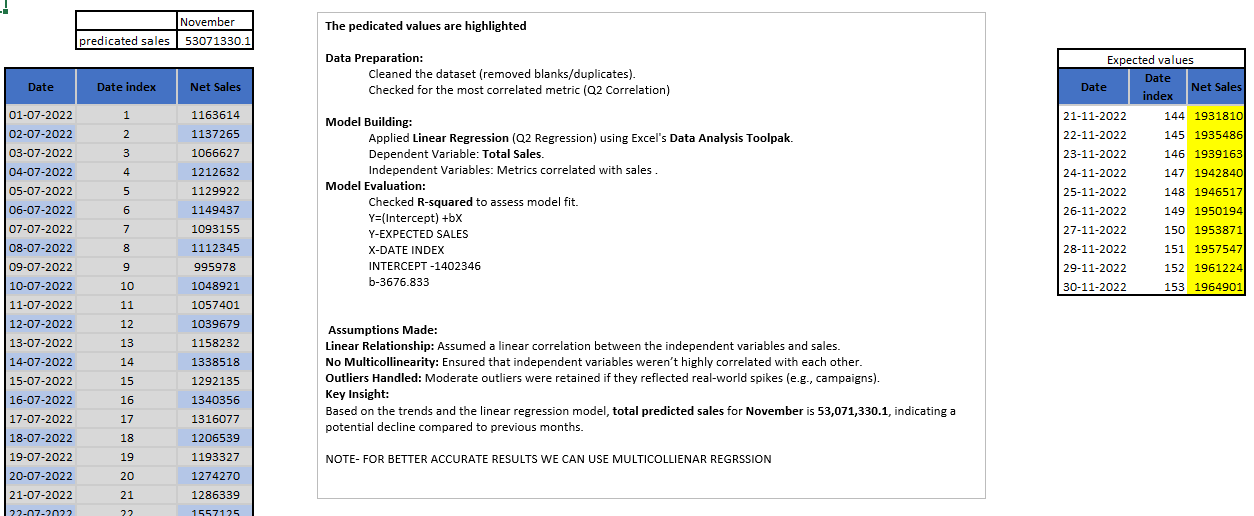 November
predicated sales 53071330.1
Date Date index Net Sales
01-07-2022 1 1163614
02-07-2022 2 1137265
03-07-2022 3 1066627
04-07-2022 4 1212632
05-07-2022 5 1129922
06-07-2022 6 1149437
07-07-2022 7 1093155
08-07-2022 8 1112345
09-07-2022 9 995978
10-07-2022 10 1048921
11-07-2022 11 1057401
12-07-2022 12 1039679
13-07-2022 13 1158232
14-07-2022 14 1338518
15-07-2022 15 1292135
16-07-2022 16 1340356
17-07-2022 17 1316077
18-07-2022 18 1206539
19-07-2022 19 1193327
20-07-2022 20 1274270
21-07-2022 21 1286339
22-07-2022 22 1557125
The pedicated values are highlighted
Data Preparation:
Cleaned the dataset (removed blanks/duplicates).
Checked for the most correlated metric (Q2 Correlation)
Model Building:
Applied Linear Regression (Q2 Regression) using Excel's Data Analysis Toolpak.
Dependent Variable: Total Sales.
Independent Variables: Metrics correlated with sales .
Model Evaluation:
Checked R-squared to assess model fit.
Y=(Intercept) +bX
Y-EXPECTED SALES
X-DATE INDEX
INTERCEPT -1402346
b-3676.833
Assumptions Made:
Linear Relationship: Assumed a linear correlation between the independent variables and sales.
No Multicollinearity: Ensured that independent variables weren't highly correlated with each other.
Outliers Handled: Moderate outliers were retained if they reflected real-world spikes (e.g., campaigns).
Key Insight:
Based on the trends and the linear regression model, total predicted sales for November is 53,071,330.1, indicating a
potential decline compared to previous months.
NOTE- FOR BETTER ACCURATE RESULTS WE CAN USE MULTICOLLIENAR REGRSSION
Expected values
Date Date index Net Sales
21-11-2022 144 1931810
22-11-2022 145 1935486
23-11-2022 146 1939163
24-11-2022 147 1942840
25-11-2022 148 1946517
26-11-2022 149 1950194
27-11-2022 150 1953871
28-11-2022 151 1957547
29-11-2022 152 1961224
30-11-2022 153 1964901